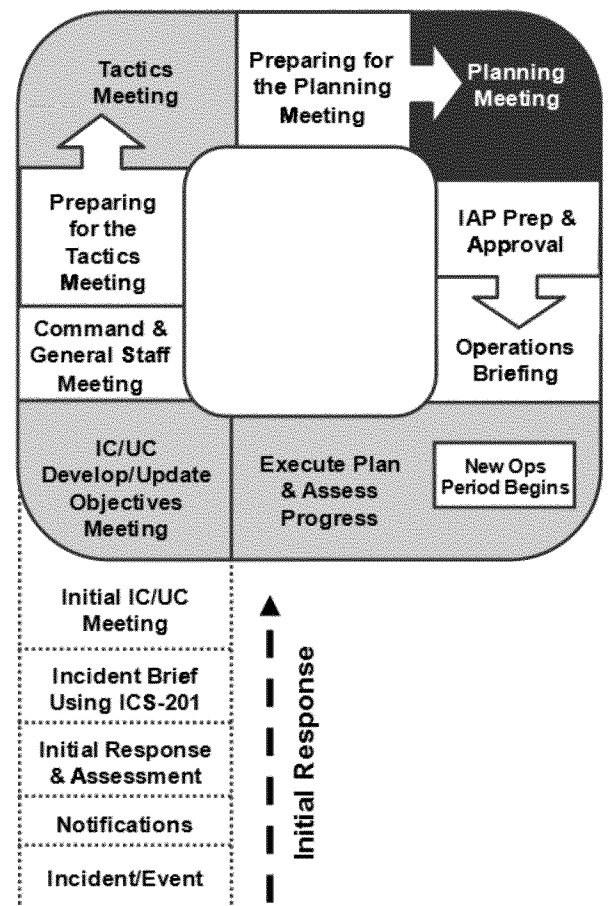 Tactics
Meeting
Preparing for
the Planning
Meeting
Planning
Meeting
Preparing
for the
Tactics
Meeting
IAP Prep &
Approval
Command &
General Staff
Meeting
Operations
Briefing
IC/UC
Develop/Update
Objectives
Meeting
Execute Plan
& Assess
Progress
New Ops
Period Begins
Initial IC/UC
Meeting
Incident Brief
Using ICS-201
Initial Response
& Assessment
Notifications
Incident/Event
Initial Response